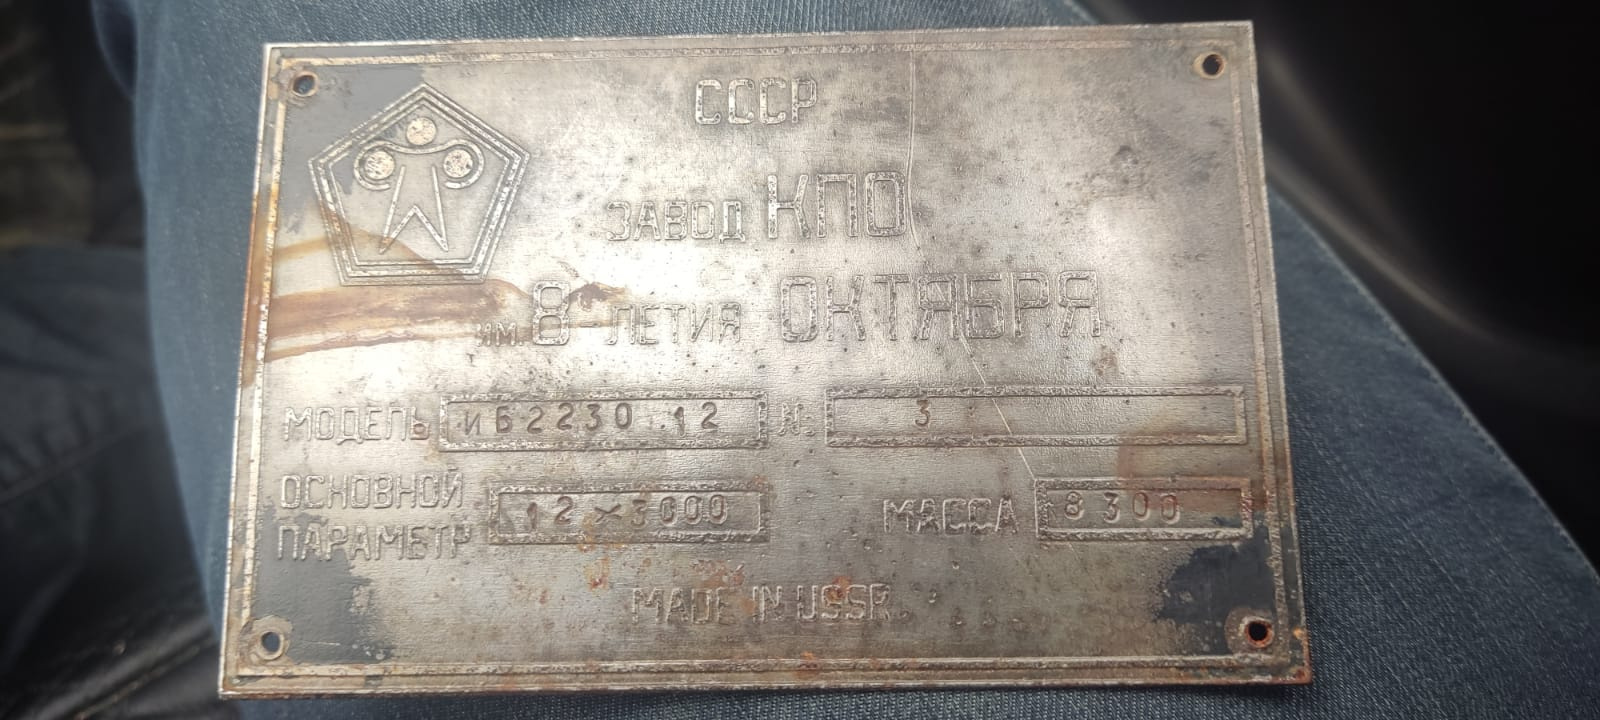 СССР
ЗАВОД КПО
ИМ. 8-ЛЕТИЯ ОКТЯБРЯ
МОДЕЛЬ ИБ2230.12 № 3
ОСНОВНОЙ ПАРАМЕТР 12×3000 МАССА 8300
MADE IN USSR